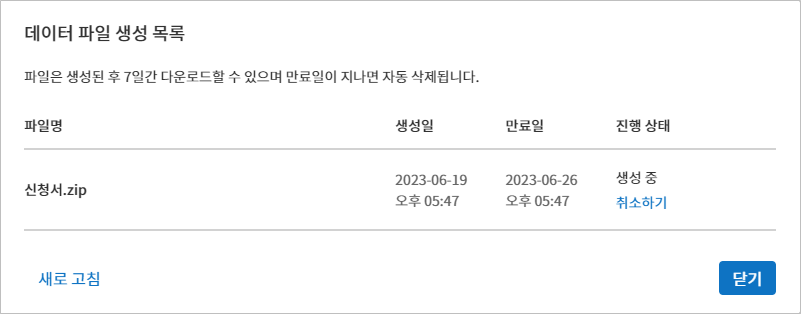 데이터 파일 생성 목록
파일은 생성된 후 7일간 다운로드할 수 있으며 만료일이 지나면 자동 삭제됩니다.
파일명 생성일 만료일 진행 상태
신청서.zip 2023-06-19 오후 05:47 2023-06-26 오후 05:47 생성 중 취소하기
새로 고침 닫기